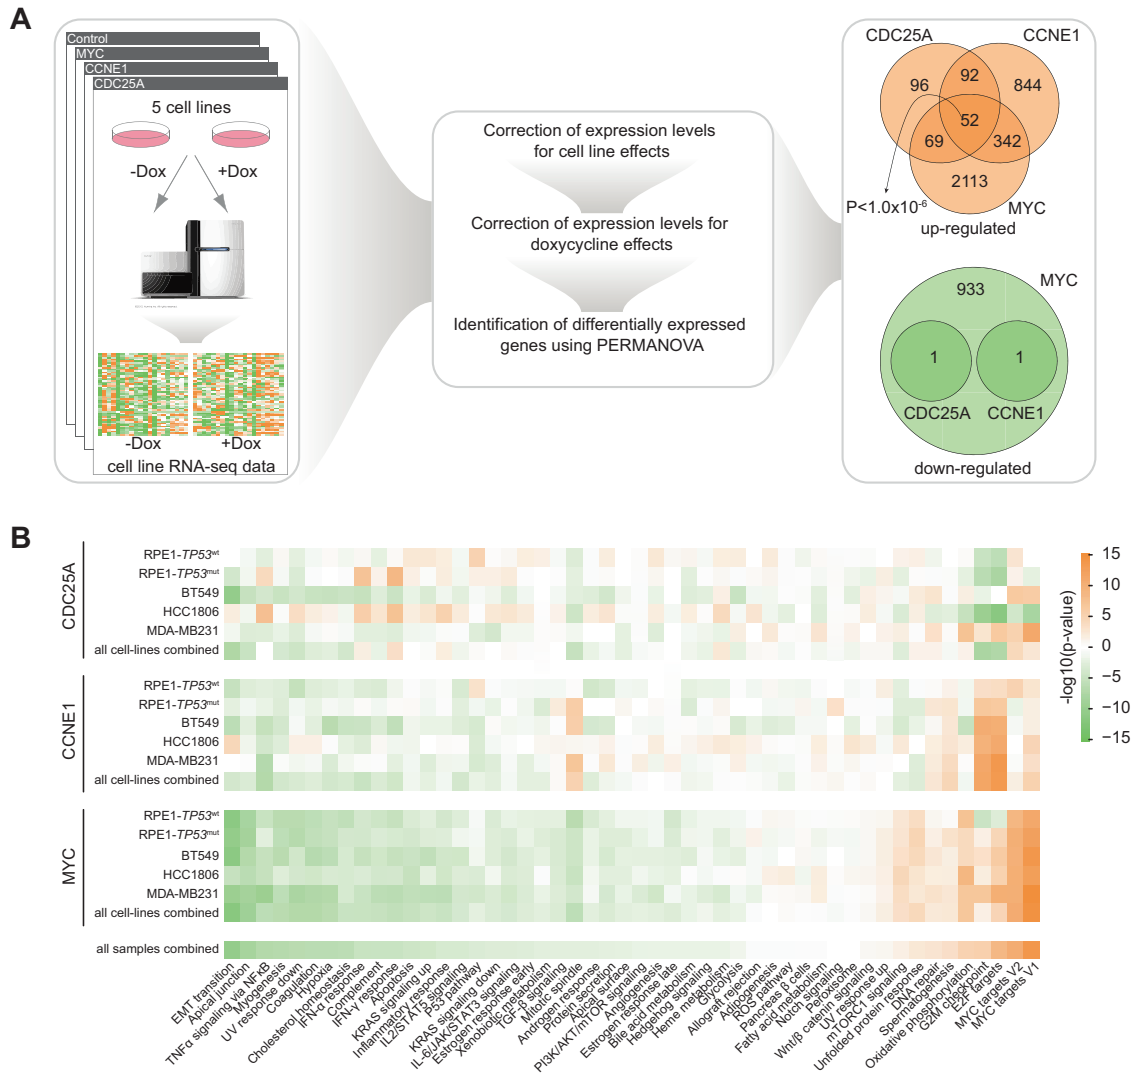 A
Control
MYC
CCNE1
CDC25A
5 cell lines
-Dox
+Dox
-Dox
+Dox
cell line RNA-seq data
Correction of expression levels
for cell line effects
Correction of expression levels for
doxycycline effects
Identification of differentially expressed
genes using PERMANOVA
CDC25A
CCNE1
96
92
844
52
69
342
2113
P<1.0x10⁻⁶
MYC
up-regulated
MYC
933
1
1
CDC25A
CCNE1
down-regulated
B
CDC25A
RPE1-TP53ʷᵗ
RPE1-TP53ᵐᵘᵗ
BT549
HCC1806
MDA-MB231
all cell-lines combined
CCNE1
RPE1-TP53ʷᵗ
RPE1-TP53ᵐᵘᵗ
BT549
HCC1806
MDA-MB231
all cell-lines combined
MYC
RPE1-TP53ʷᵗ
RPE1-TP53ᵐᵘᵗ
BT549
HCC1806
MDA-MB231
all cell-lines combined
all samples combined
-log10(p-value)
15
10
5
0
−5
−10
−15
EMT transition
Apical junction
TNFα signaling via NFκB
Myogenesis
UV response down
Coagulation
Hypoxia
Cholesterol homeostasis
IFN-α response
Complement
IFN-γ response
Apoptosis
KRAS signaling up
Inflammatory response
IL2/STAT5 signaling
P53 pathway
KRAS signaling down
IL-6/JAK/STAT3 signaling
Estrogen response early
Xenobiotic metabolism
TGF-β signaling
Mitotic spindle
Androgen response
Protein secretion
Apical surface
PI3K/AKT/mTOR signaling
Angiogenesis
Estrogen response late
Bile acid metabolism
Hedgehog signaling
Heme metabolism
Glycolysis
Allograft rejection
Adipogenesis
ROS pathway
Pancreas β cells
Fatty acid metabolism
Notch signaling
Peroxisome
Wnt/β catenin signaling
UV response up
mTORC1 signaling
Unfolded protein response
DNA repair
Spermatogenesis
Oxidative phosphorylation
G2M checkpoint
E2F targets
MYC targets V2
MYC targets V1